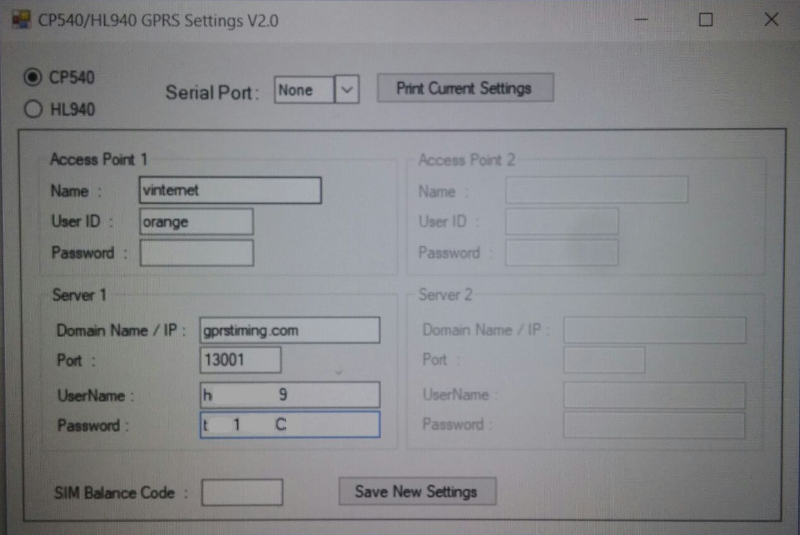 CP540/HL940 GPRS Settings V2.0
CP540
HL940
Serial Port: None
Print Current Settings
Access Point 1
Name : vinternet
User ID : orange
Password :
Server 1
Domain Name / IP : gprstiming.com
Port : 13001
UserName : h 9
Password : t 1 C
SIM Balance Code :
Save New Settings
Access Point 2
Name :
User ID :
Password :
Server 2
Domain Name / IP :
Port :
UserName :
Password :